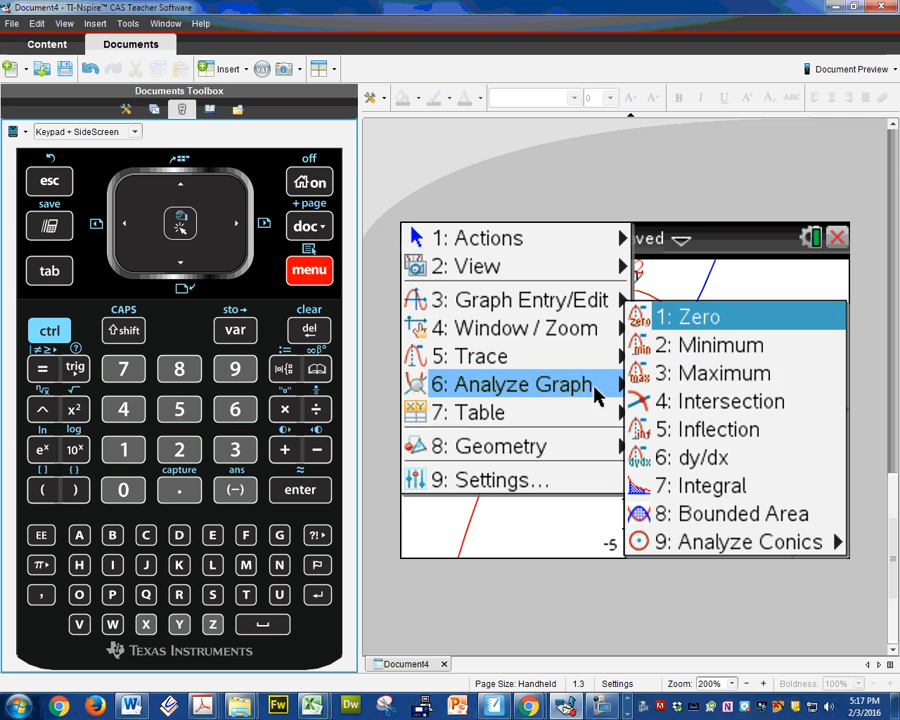 Document4 - TI-Nspire™ CAS Teacher Software
File Edit View Insert Tools Window Help
Content Documents
Insert Document Preview
Documents Toolbox
0 B I U ABC
Keypad + SideScreen
off
esc on
save + page
doc
tab menu
CAPS sto→ clear
ctrl ⇧shift var del
= trig 7 8 9
^ x² 4 5 6 × ÷
ln log
eˣ 10ˣ 1 2 3 + −
[ ] { } capture ans ≈
( ) 0 . (−) enter
EE A B C D E F G ?!▸
π▸ H I J K L M N
, O P Q R S T U ↵
V W X Y Z
TEXAS INSTRUMENTS
1: Actions
2: View
3: Graph Entry/Edit
4: Window / Zoom
5: Trace
6: Analyze Graph
7: Table
8: Geometry
9: Settings...
ved
1: Zero
2: Minimum
3: Maximum
4: Intersection
5: Inflection
6: dy/dx
7: Integral
8: Bounded Area
9: Analyze Conics
-5
Document4
Page Size: Handheld 1.3 Settings Zoom: 200% Boldness: 100%
5:17 PM
2/3/2016